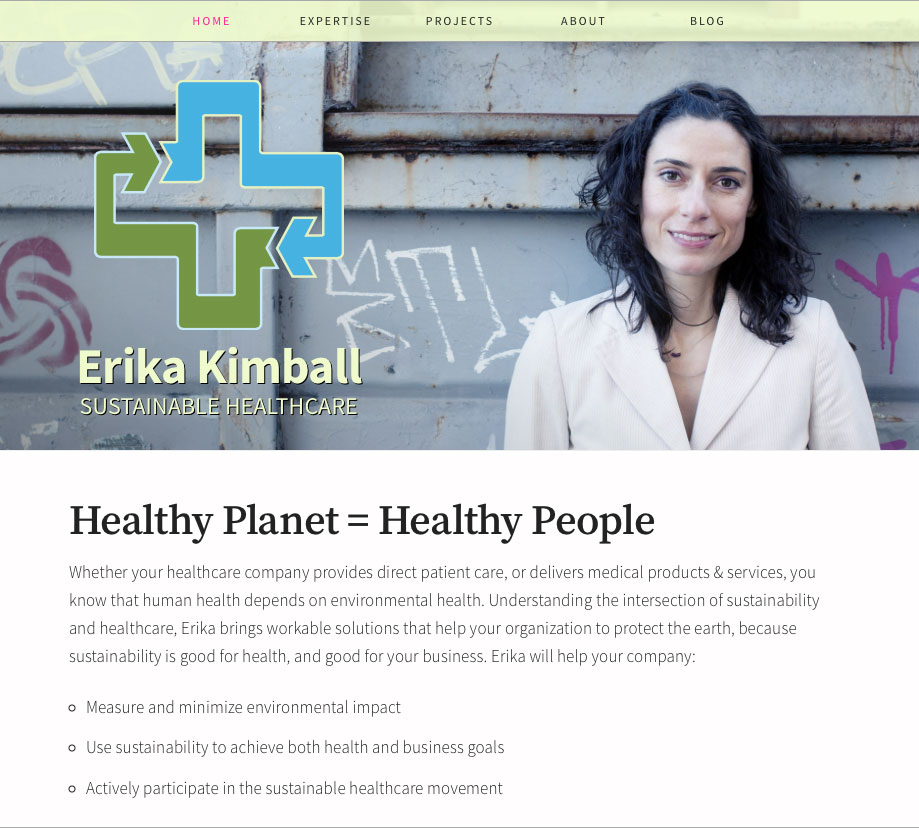 HOME EXPERTISE PROJECTS ABOUT BLOG
Erika Kimball
SUSTAINABLE HEALTHCARE
Healthy Planet = Healthy People
Whether your healthcare company provides direct patient care, or delivers medical products & services, you
know that human health depends on environmental health. Understanding the intersection of sustainability
and healthcare, Erika brings workable solutions that help your organization to protect the earth, because
sustainability is good for health, and good for your business. Erika will help your company:
Measure and minimize environmental impact
Use sustainability to achieve both health and business goals
Actively participate in the sustainable healthcare movement